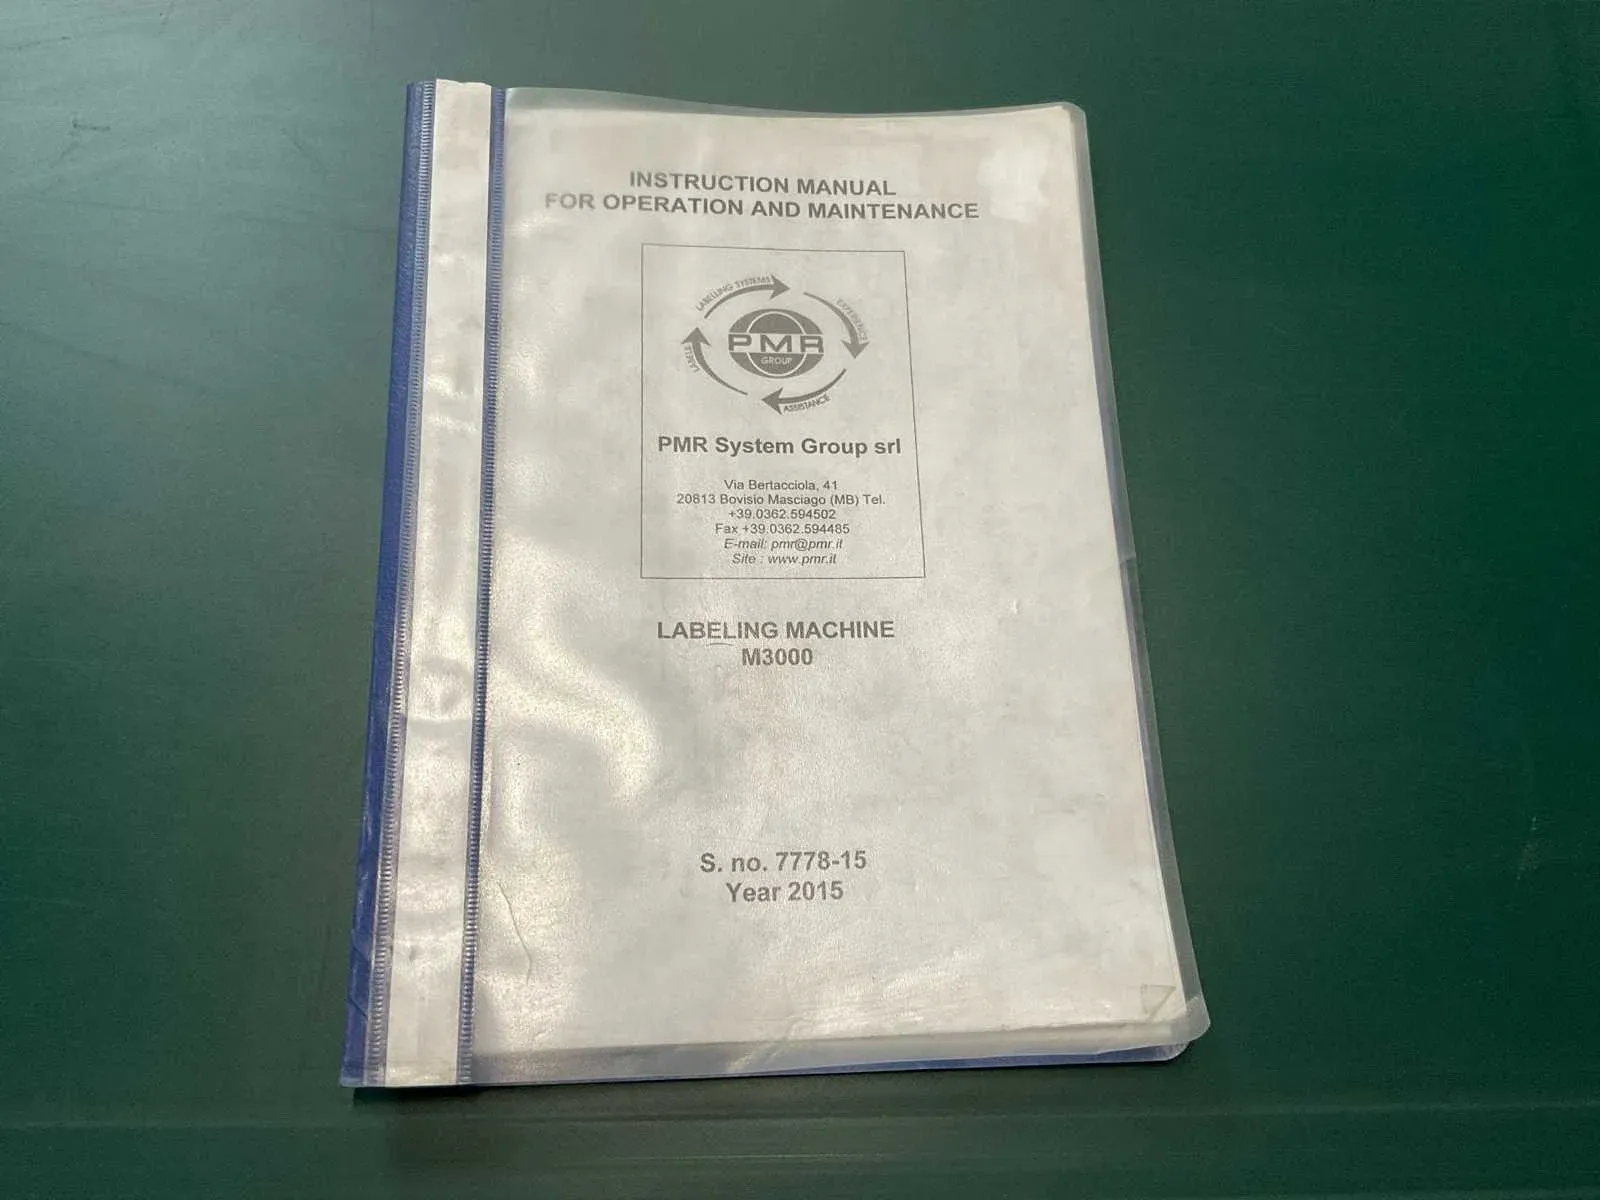 INSTRUCTION MANUAL
FOR OPERATION AND MAINTENANCE
LABELLING SYSTEMS
EXPERIENCE
LABELS
PMR
GROUP
ASSISTANCE
PMR System Group srl
Via Bertacciola, 41
20813 Bovisio Masciago (MB) Tel.
+39.0362.594502
Fax +39.0362.594485
E-mail: pmr@pmr.it
Site : www.pmr.it
LABELING MACHINE
M3000
S. no. 7778-15
Year 2015